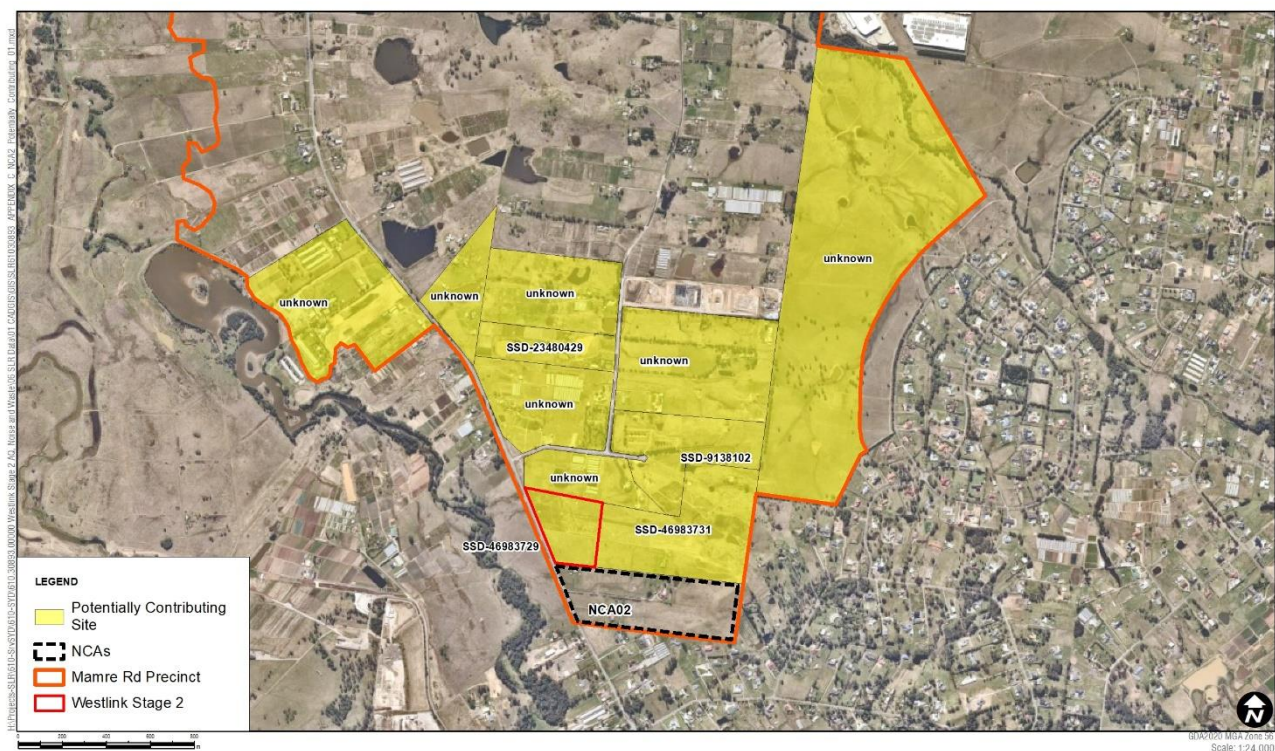 unknown
unknown
unknown
unknown
SSD-23480429
unknown
unknown
SSD-9138102
unknown
SSD-46983731
SSD-46983729
NCA02
LEGEND
Potentially Contributing
Site
NCAs
Mamre Rd Precinct
Westlink Stage 2
N
GDA2020 MGA Zone 56
Scale: 1:24,000